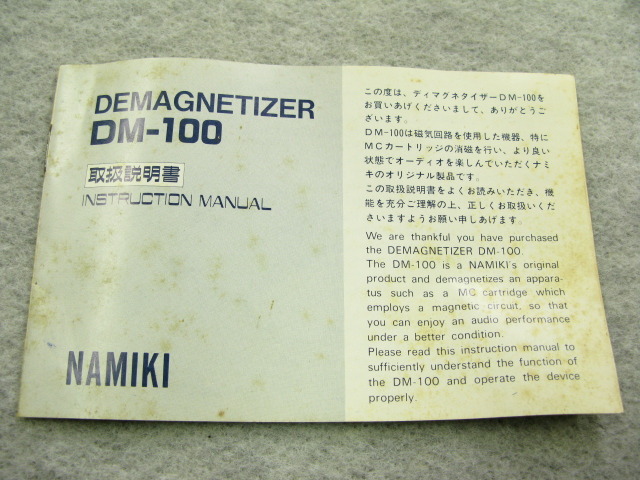 DEMAGNETIZER
DM-100
取扱説明書
INSTRUCTION MANUAL
NAMIKI
この度は、ディマグネタイザーDM-100を
お買いあげくださいまして、ありがとうご
ざいます。
DM-100は磁気回路を使用した機器、特に
MCカートリッジの消磁を行い、より良い
状態でオーディオを楽しんでいただくナミ
キのオリジナル製品です。
この取扱説明書をよくお読みいただき、機
能を充分ご理解の上、正しくお取扱いくだ
さいますようお願い申しあげます。
We are thankful you have purchased
the DEMAGNETIZER DM-100.
The DM-100 is a NAMIKI's original
product and demagnetizes an appara-
tus such as a MC cartridge which
employs a magnetic circuit, so that
you can enjoy an audio performance
under a better condition.
Please read this instruction manual to
sufficiently understand the function of
the DM-100 and operate the device
properly.